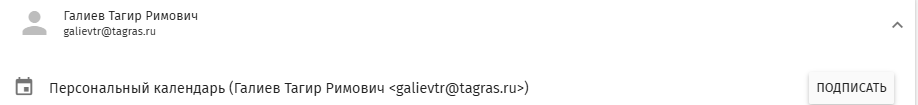 Галиев Тагир Римович
galievtr@tagras.ru
Персональный календарь (Галиев Тагир Римович <galievtr@tagras.ru>) ПОДПИСАТЬ